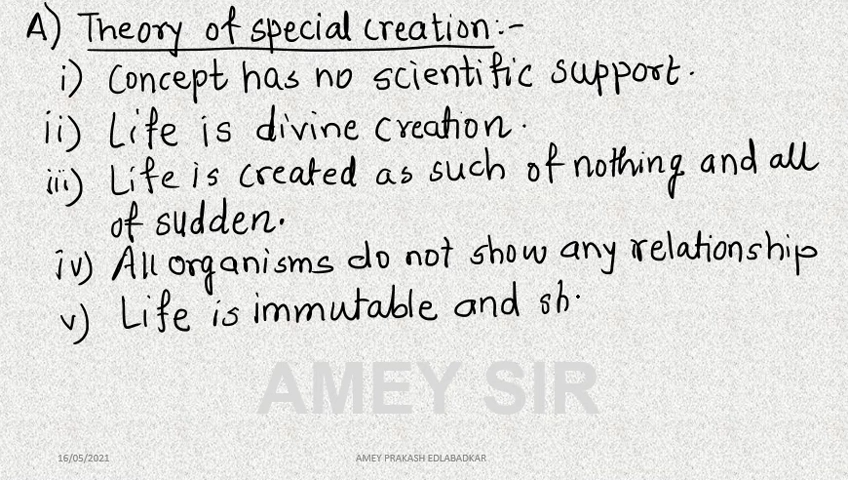 A) Theory of special creation:-
i) Concept has no scientific support.
ii) Life is divine creation.
iii) Life is created as such of nothing and all
of sudden.
iv) All organisms do not show any relationship
v) Life is immutable and sh.
AMEY SIR
16/05/2021 AMEY PRAKASH EDLABADKAR